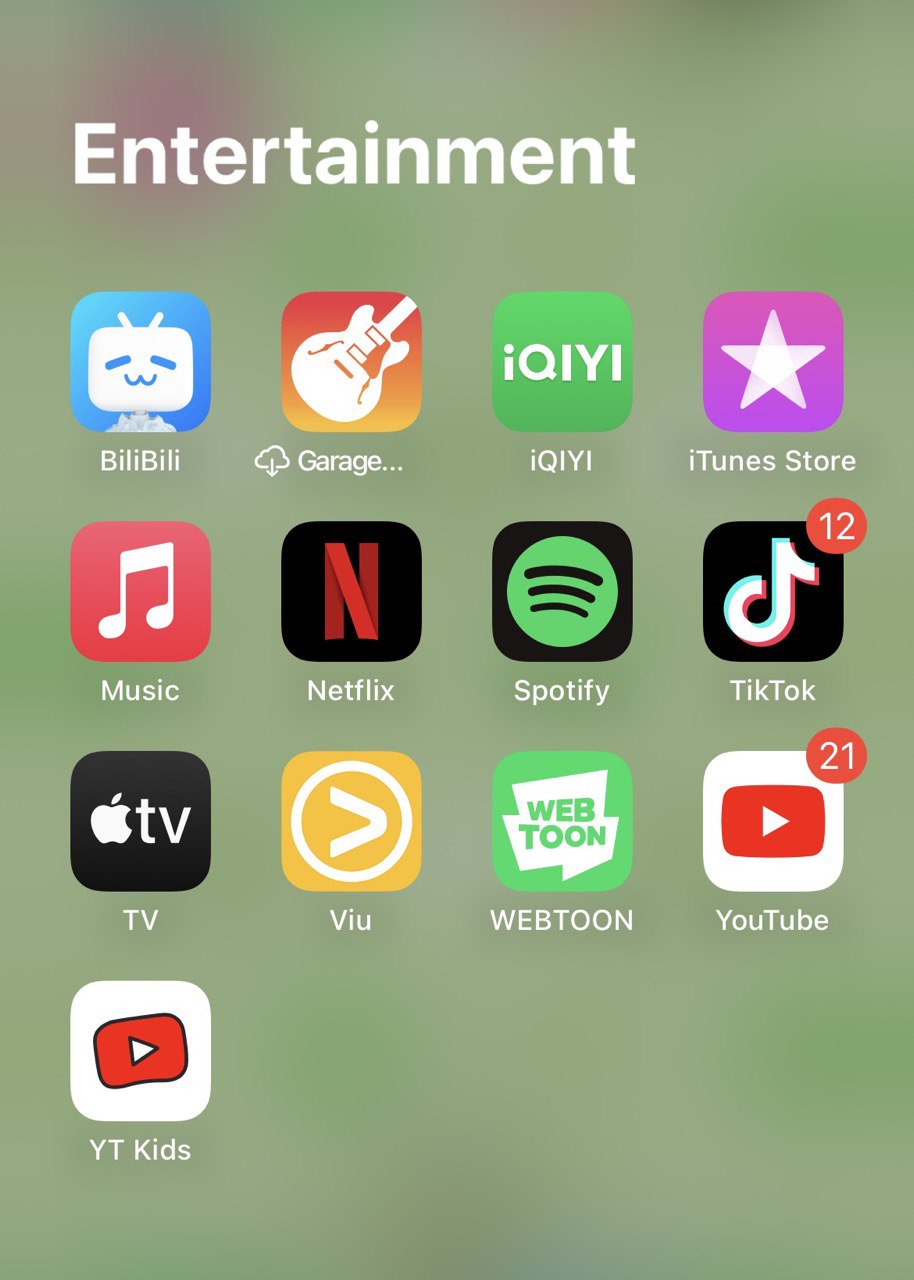 Entertainment
iQIYI
BiliBili
Garage...
iQIYI
iTunes Store
12
N
Music
Netflix
Spotify
TikTok
21
tv
WEB
TOON
TV
Viu
WEBTOON
YouTube
YT Kids